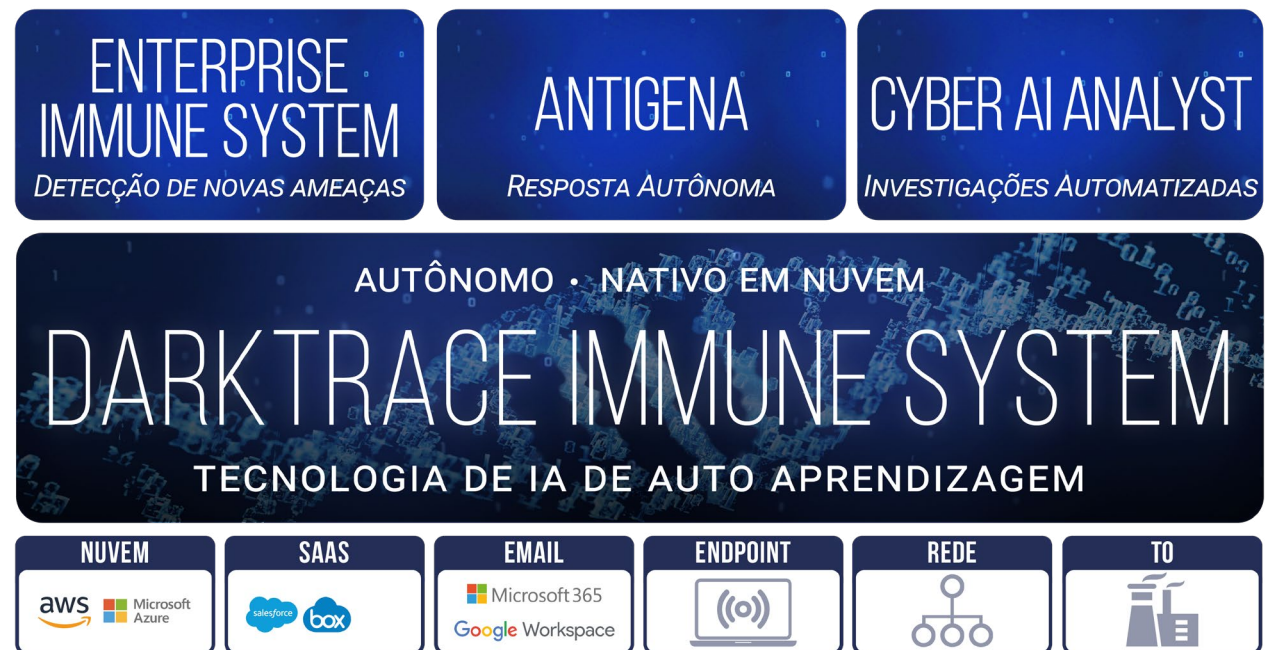 ENTERPRISE
IMMUNE SYSTEM
DETECÇÃO DE NOVAS AMEAÇAS
ANTIGENA
RESPOSTA AUTÔNOMA
CYBER AI ANALYST
INVESTIGAÇÕES AUTOMATIZADAS
AUTÔNOMO • NATIVO EM NUVEM
DARKTRACE IMMUNE SYSTEM
TECNOLOGIA DE IA DE AUTO APRENDIZAGEM
NUVEM
aws
Microsoft
Azure
SAAS
salesforce
box
EMAIL
Microsoft 365
Google Workspace
ENDPOINT
REDE
TO